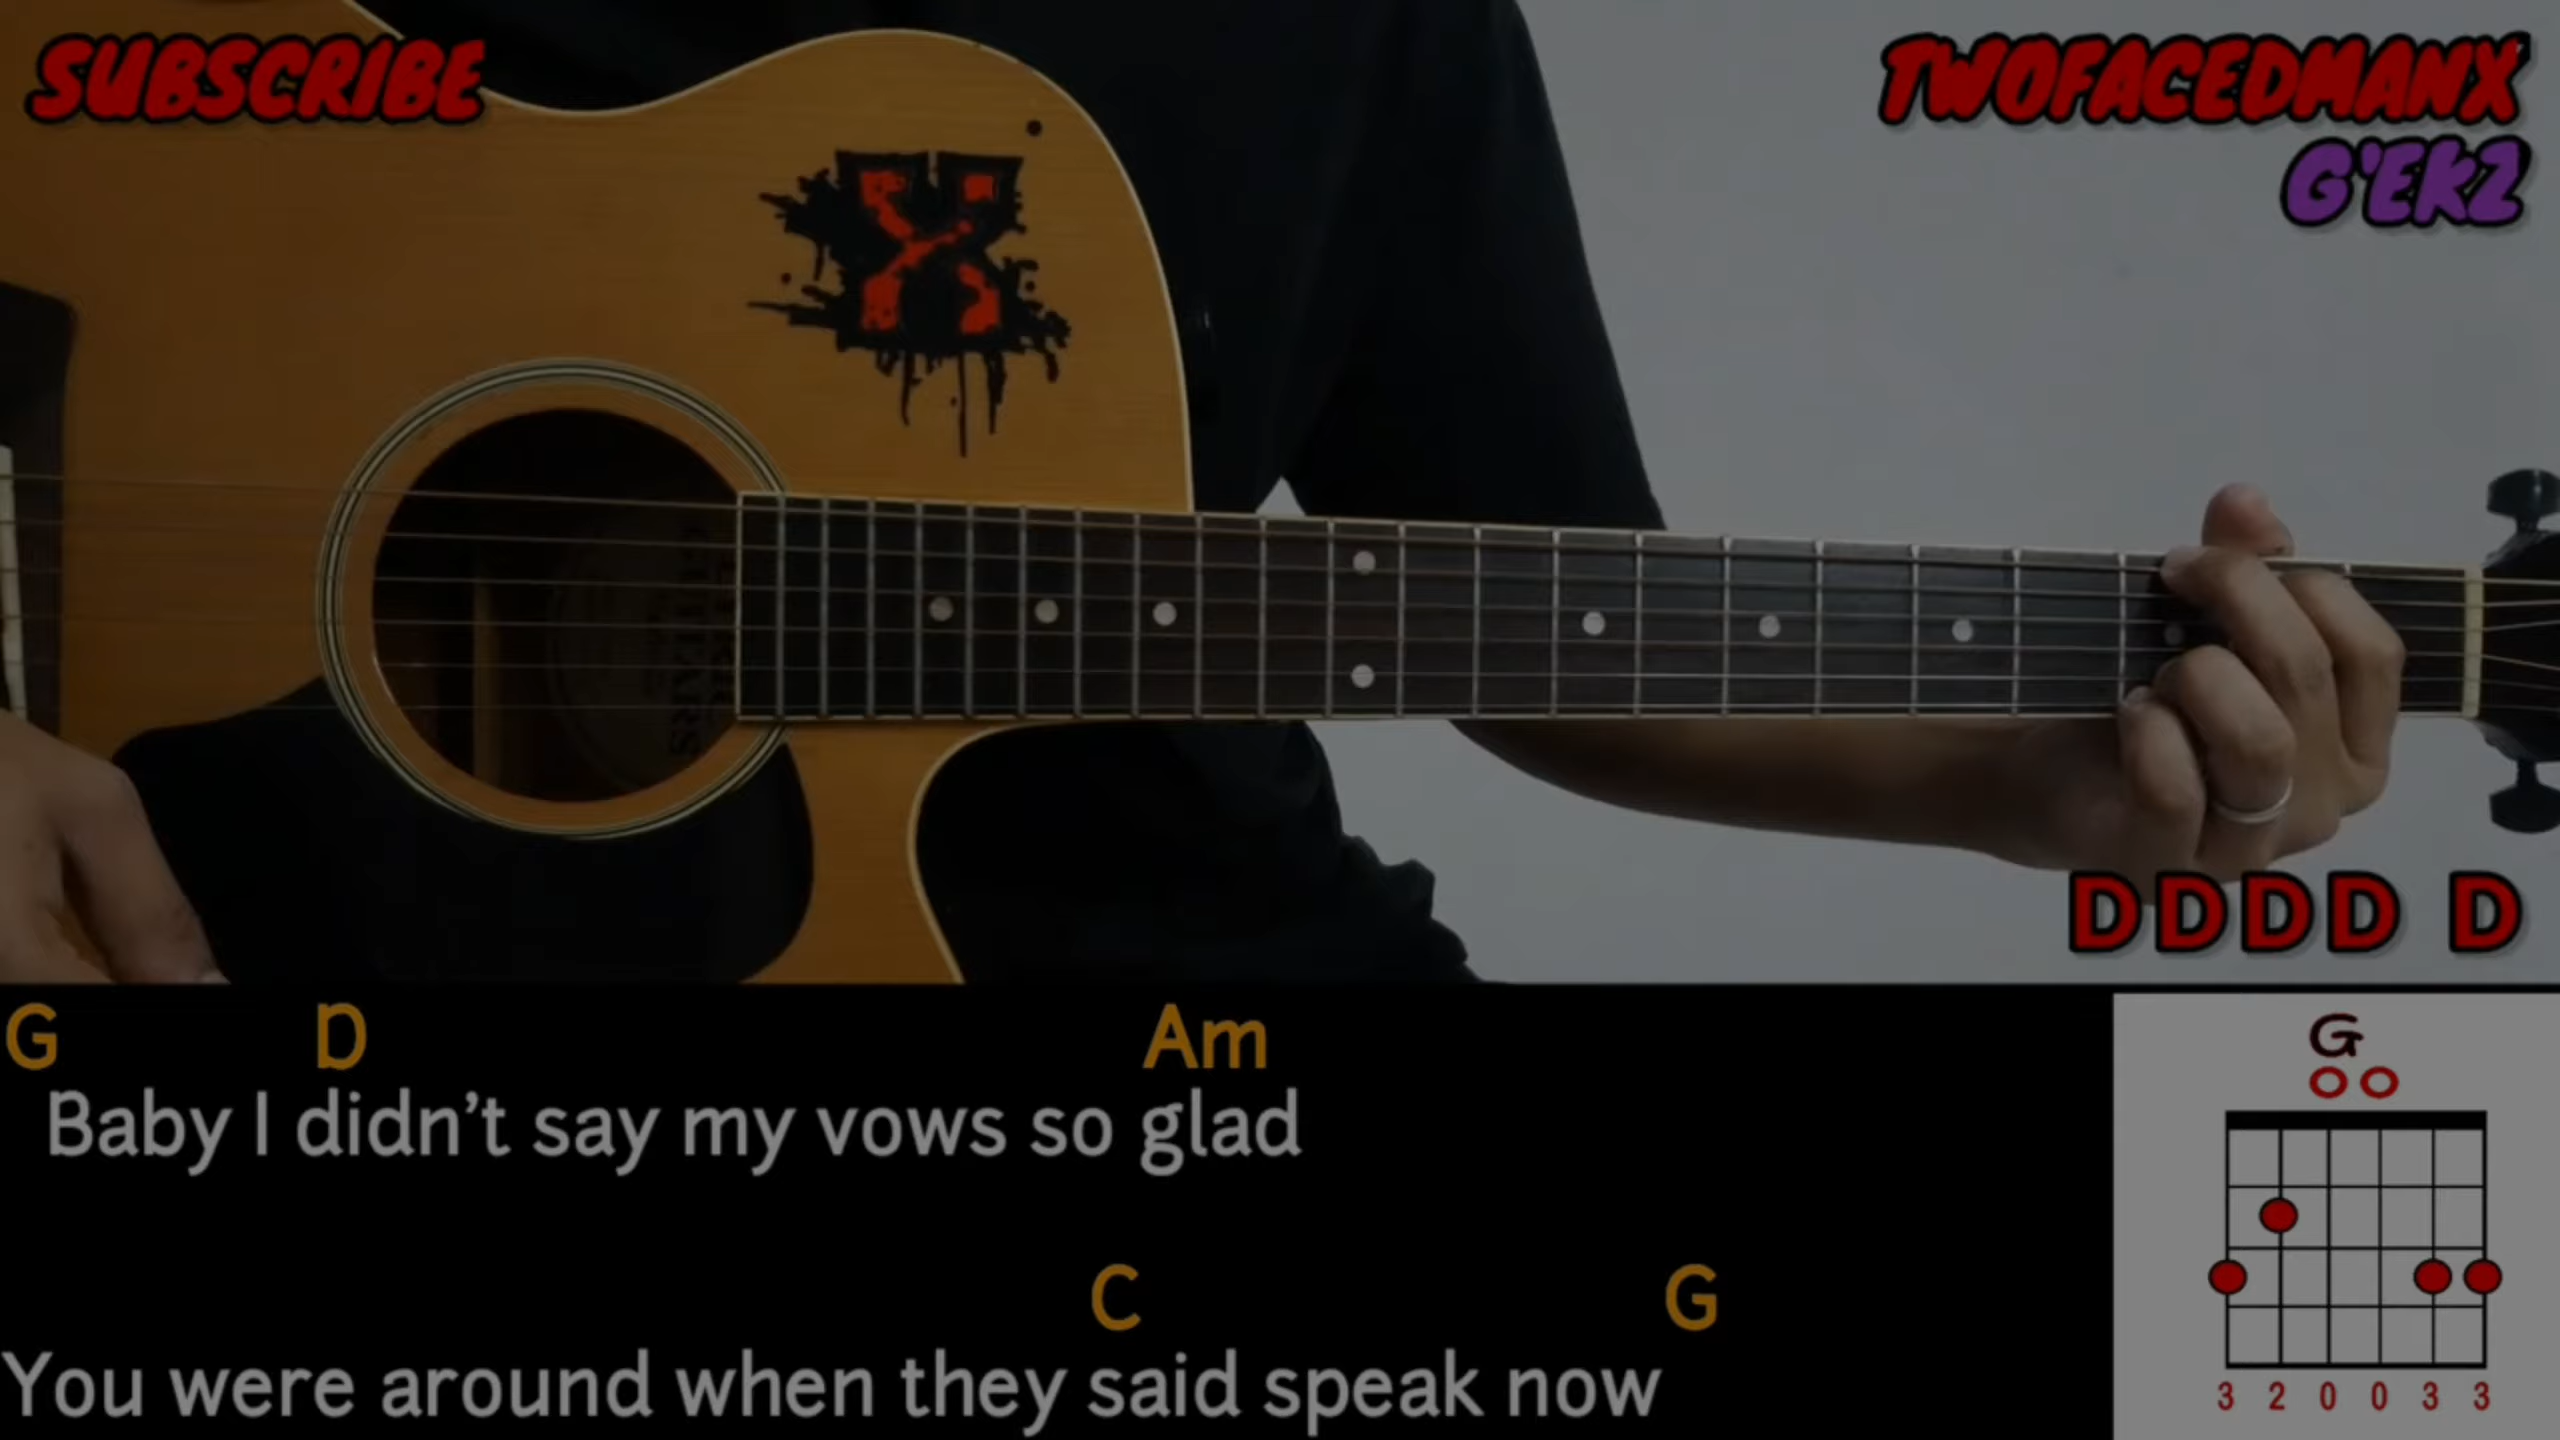 SUBSCRIBE
TWOFACEDMANX
G'EKZ
D D D D D
G D Am
Baby I didn't say my vows so glad
C G
You were around when they said speak now
G
O O
3 2 0 0 3 3